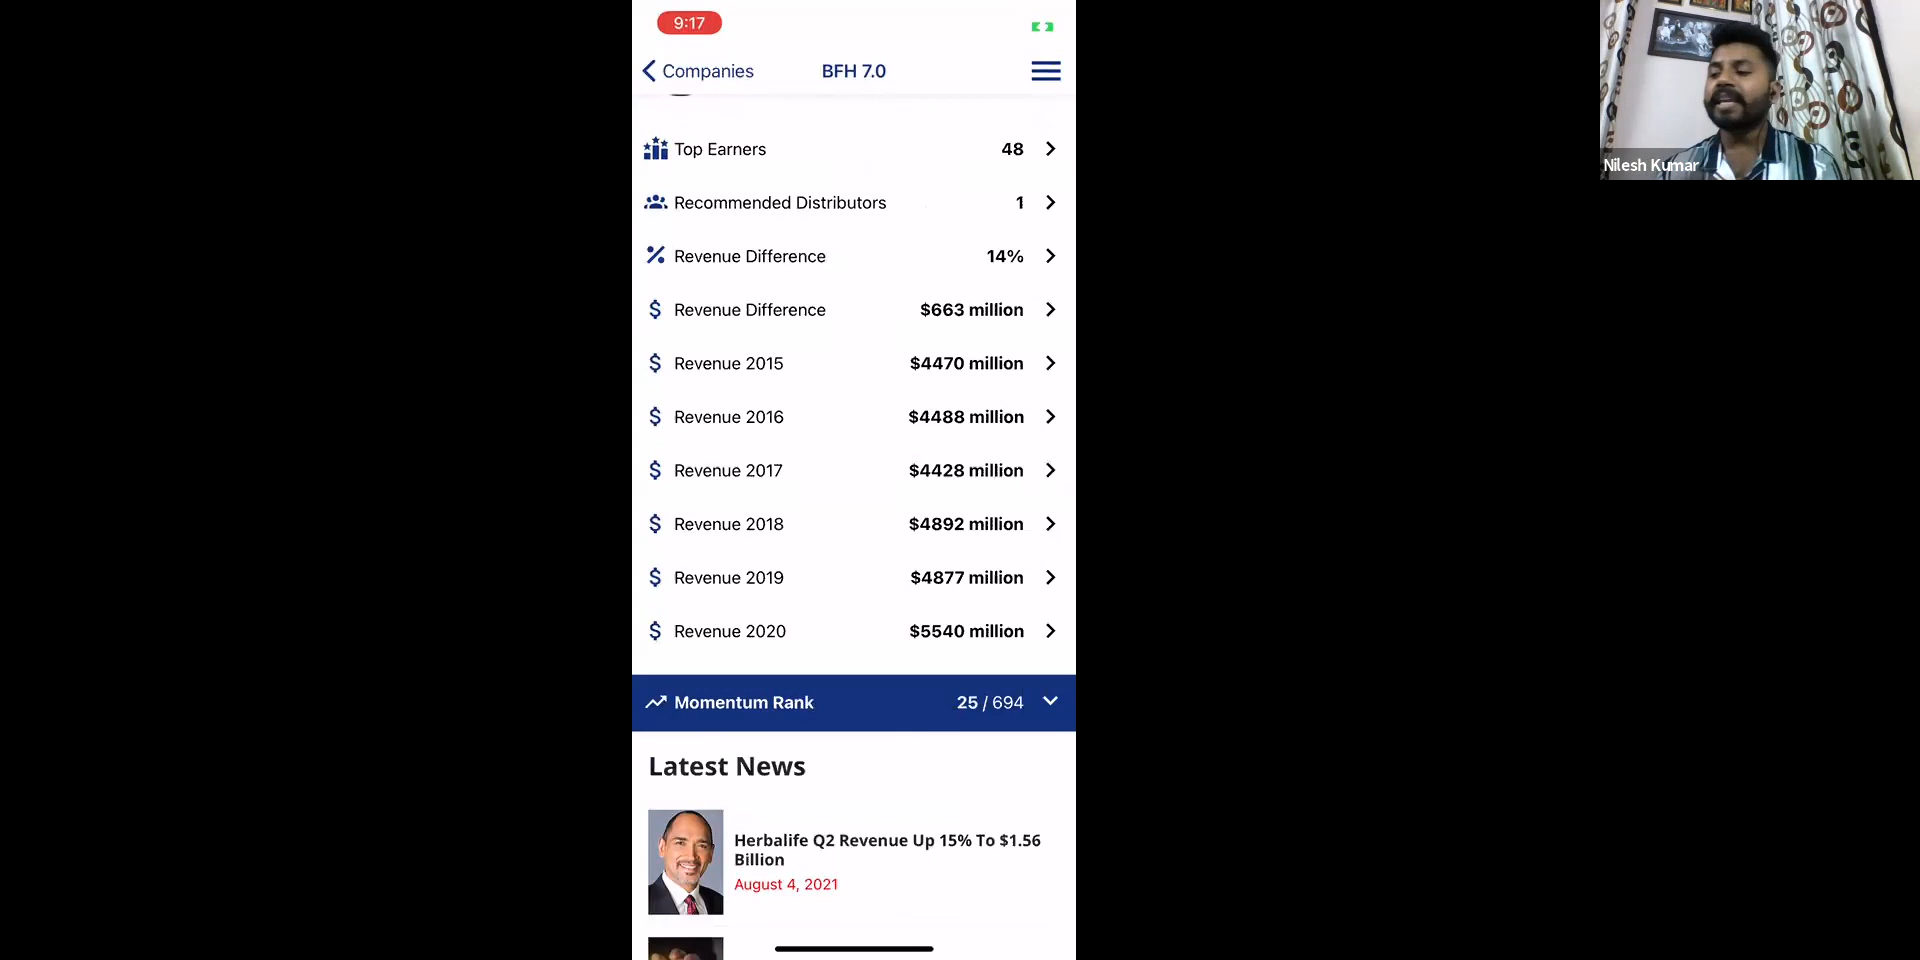 9:17
Companies
BFH 7.0
Top Earners 48
Recommended Distributors 1
Revenue Difference 14%
Revenue Difference $663 million
Revenue 2015 $4470 million
Revenue 2016 $4488 million
Revenue 2017 $4428 million
Revenue 2018 $4892 million
Revenue 2019 $4877 million
Revenue 2020 $5540 million
Momentum Rank 25 / 694
Latest News
Herbalife Q2 Revenue Up 15% To $1.56
Billion
August 4, 2021
Nilesh Kumar